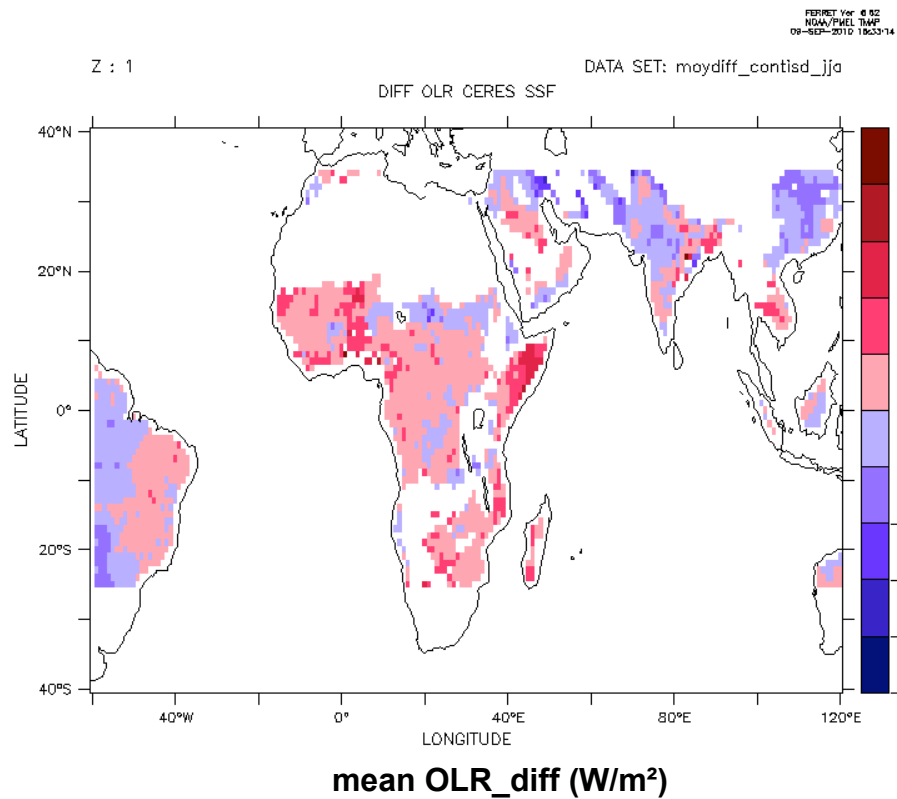 FERRET Ver 6.62
NOAA/PMEL TMAP
09-SEP-2010 16:33:14
Z : 1
DATA SET: moydiff_contisd_jja
DIFF OLR CERES SSF
40°N
20°N
0°
20°S
40°S
LATITUDE
40°W
0°
40°E
80°E
120°E
LONGITUDE
mean OLR_diff (W/m²)